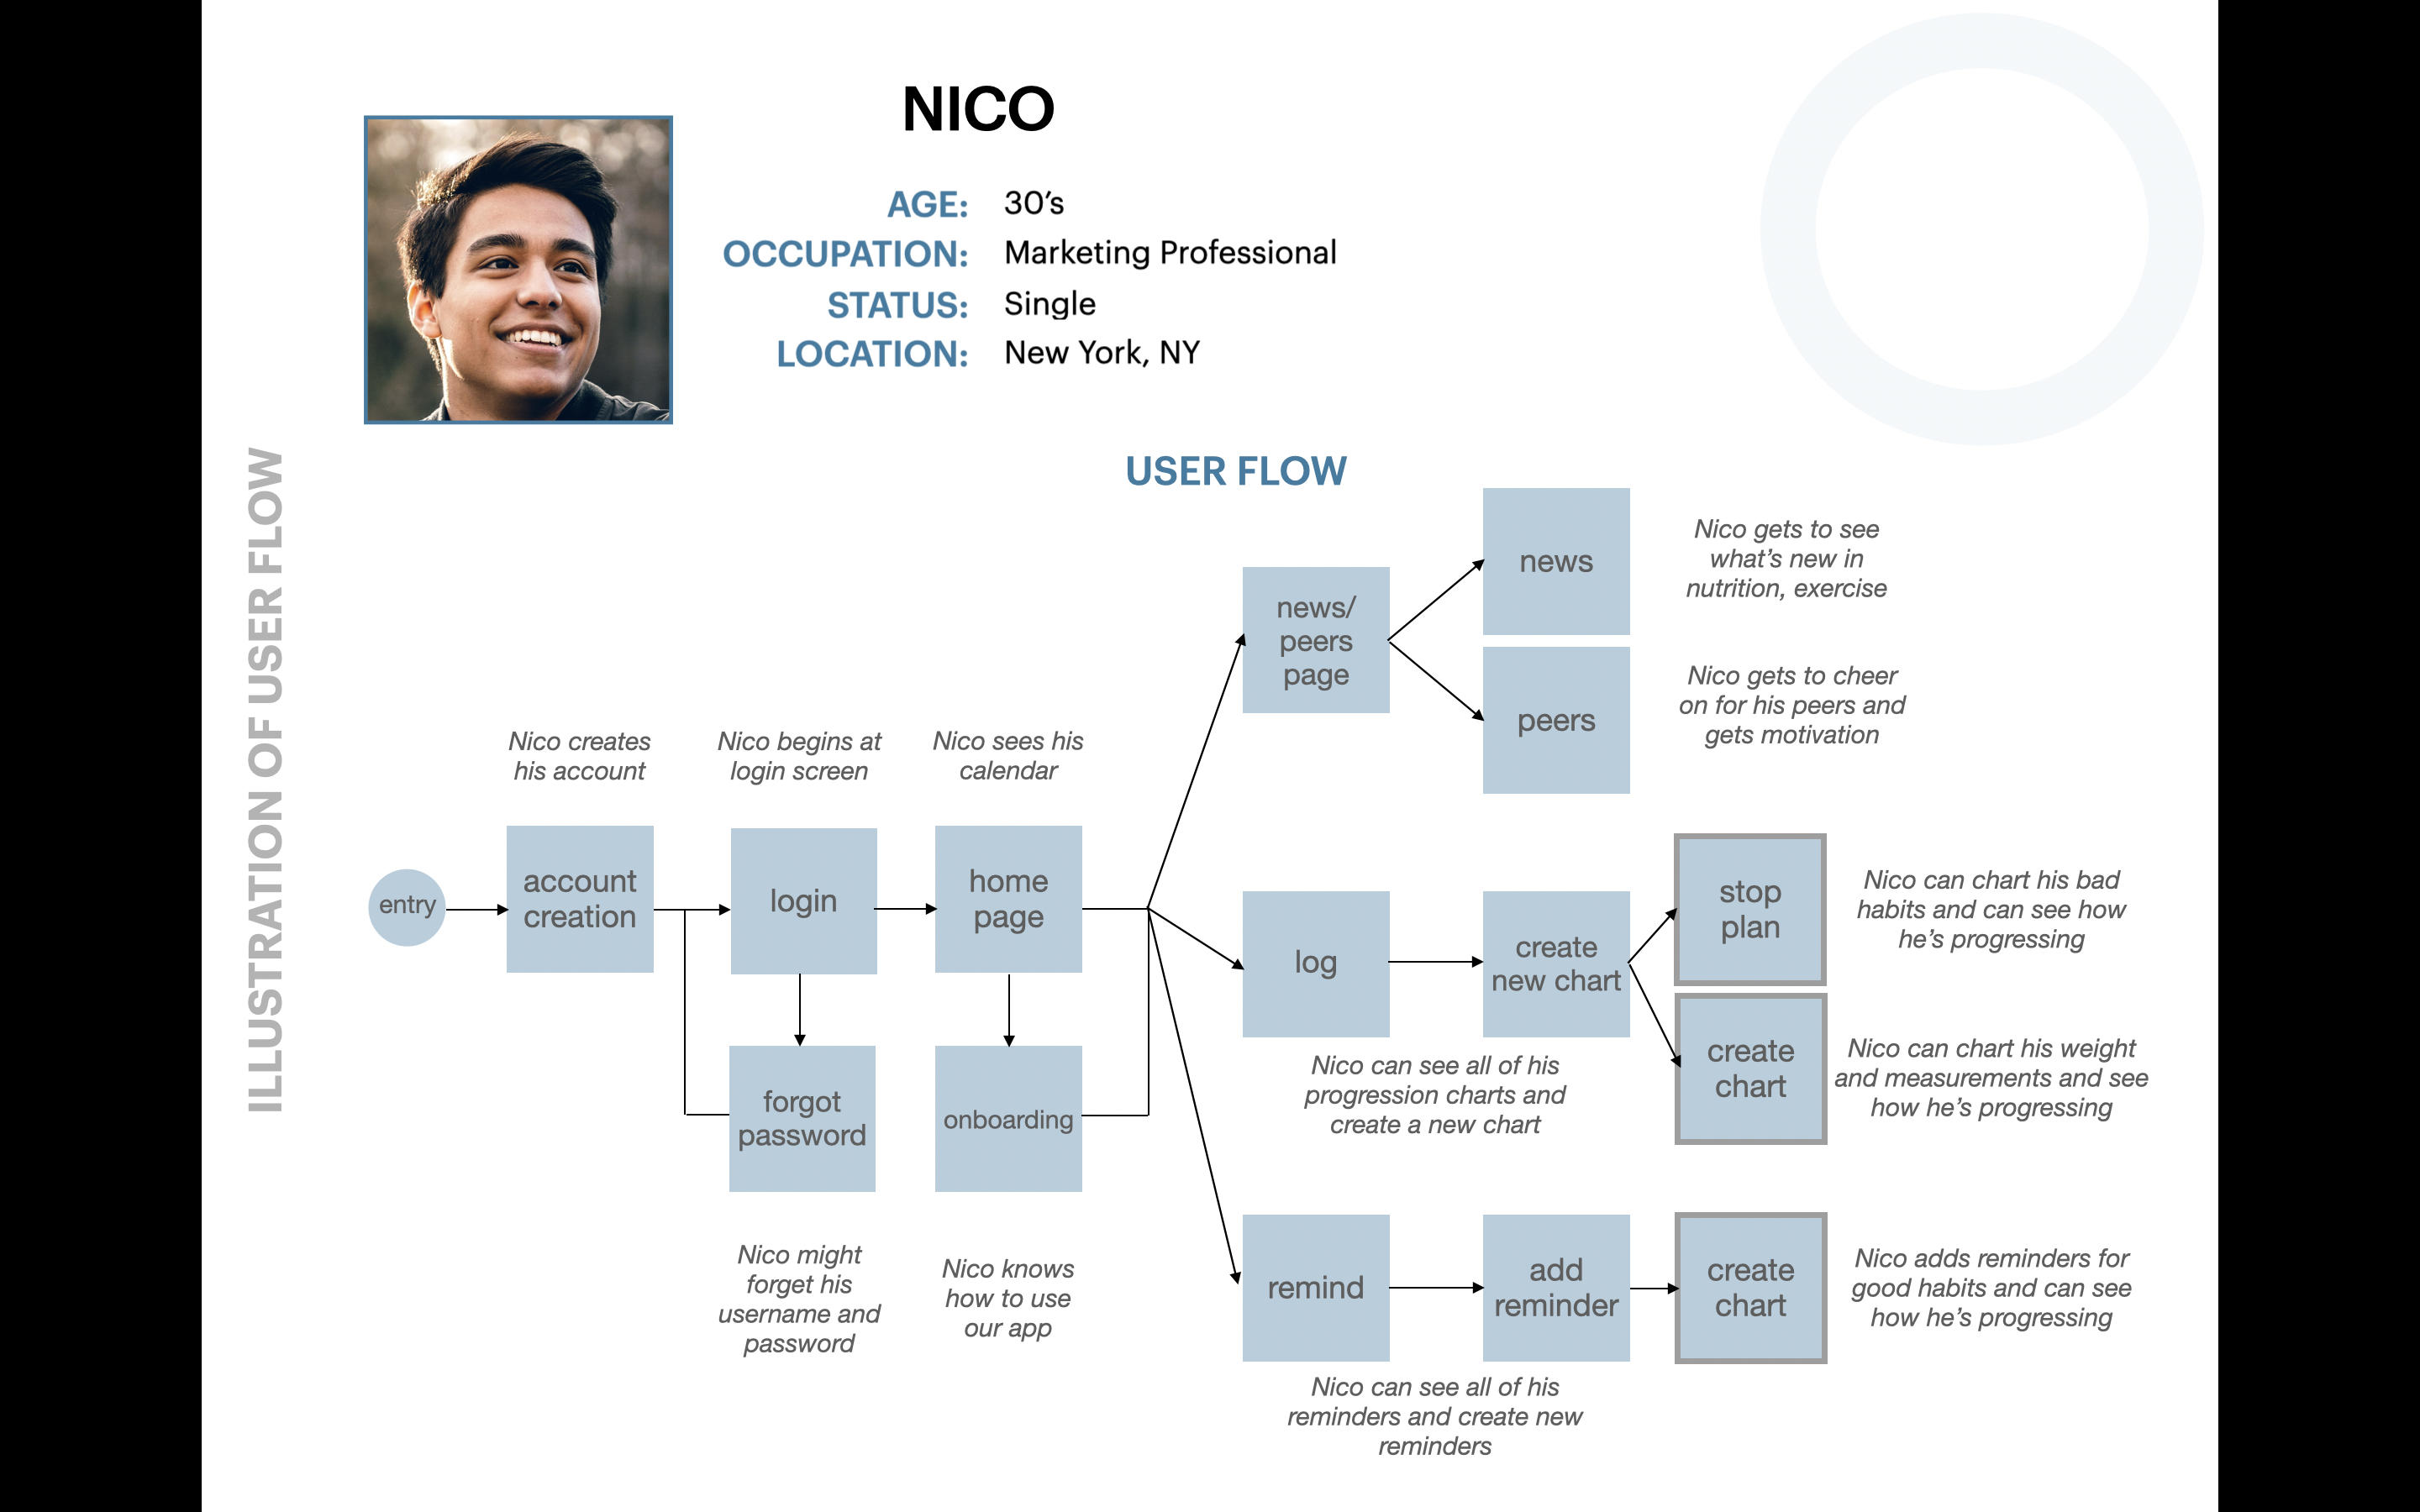 NICO
AGE: 30’s
OCCUPATION: Marketing Professional
STATUS: Single
LOCATION: New York, NY
ILLUSTRATION OF USER FLOW
USER FLOW
entry
Nico creates
his account
account
creation
Nico begins at
login screen
login
forgot
password
Nico might
forget his
username and
password
Nico sees his
calendar
home
page
onboarding
Nico knows
how to use
our app
news/
peers
page
news
Nico gets to see
what’s new in
nutrition, exercise
peers
Nico gets to cheer
on for his peers and
gets motivation
log
create
new chart
Nico can see all of his
progression charts and
create a new chart
stop
plan
Nico can chart his bad
habits and can see how
he’s progressing
create
chart
Nico can chart his weight
and measurements and see
how he’s progressing
remind
add
reminder
Nico can see all of his
reminders and create new
reminders
create
chart
Nico adds reminders for
good habits and can see
how he’s progressing